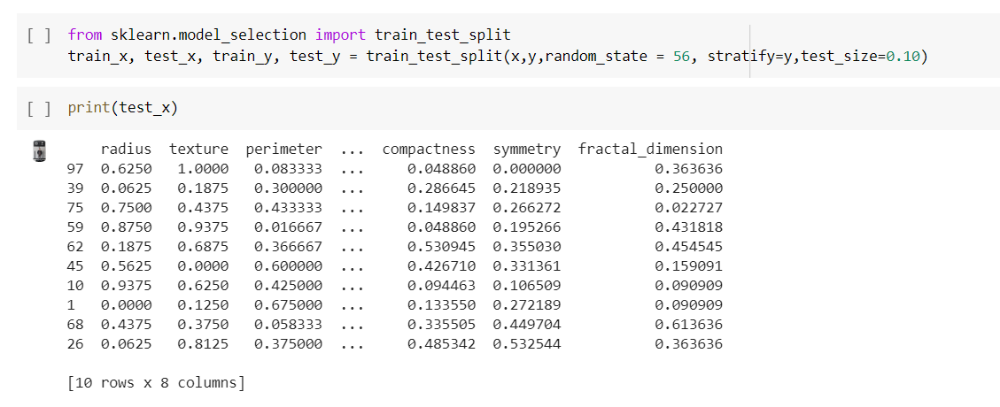 [ ] from sklearn.model_selection import train_test_split
train_x, test_x, train_y, test_y = train_test_split(x,y,random_state = 56, stratify=y,test_size=0.10)
[ ] print(test_x)
radius texture perimeter ... compactness symmetry fractal_dimension
97 0.6250 1.0000 0.083333 ... 0.048860 0.000000 0.363636
39 0.0625 0.1875 0.300000 ... 0.286645 0.218935 0.250000
75 0.7500 0.4375 0.433333 ... 0.149837 0.266272 0.022727
59 0.8750 0.9375 0.016667 ... 0.048860 0.195266 0.431818
62 0.1875 0.6875 0.366667 ... 0.530945 0.355030 0.454545
45 0.5625 0.0000 0.600000 ... 0.426710 0.331361 0.159091
10 0.9375 0.6250 0.425000 ... 0.094463 0.106509 0.090909
1 0.0000 0.1250 0.675000 ... 0.133550 0.272189 0.090909
68 0.4375 0.3750 0.058333 ... 0.335505 0.449704 0.613636
26 0.0625 0.8125 0.375000 ... 0.485342 0.532544 0.363636
[10 rows x 8 columns]